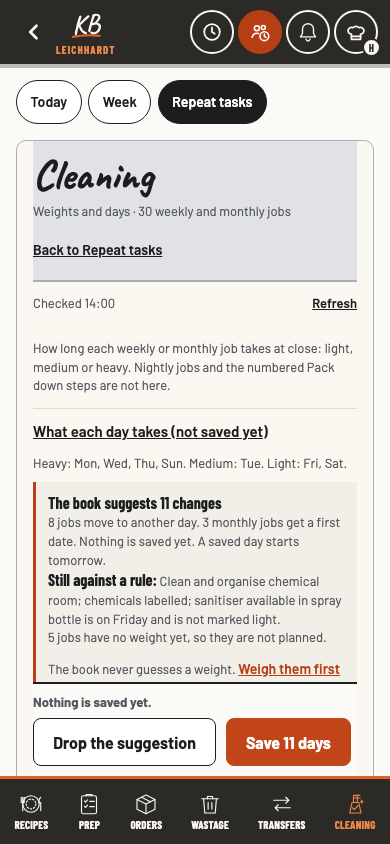 KB
LEICHHARDT
H
Today
Week
Repeat tasks
Cleaning
Weights and days · 30 weekly and monthly jobs
Back to Repeat tasks
Checked 14:00
Refresh
How long each weekly or monthly job takes at close: light,
medium or heavy. Nightly jobs and the numbered Pack
down steps are not here.
What each day takes (not saved yet)
Heavy: Mon, Wed, Thu, Sun. Medium: Tue. Light: Fri, Sat.
The book suggests 11 changes
8 jobs move to another day. 3 monthly jobs get a first
date. Nothing is saved yet. A saved day starts
tomorrow.
Still against a rule: Clean and organise chemical
room; chemicals labelled; sanitiser available in spray
bottle is on Friday and is not marked light.
5 jobs have no weight yet, so they are not planned.
The book never guesses a weight. Weigh them first
Nothing is saved yet.
Drop the suggestion
Save 11 days
RECIPES
PREP
ORDERS
WASTAGE
TRANSFERS
CLEANING